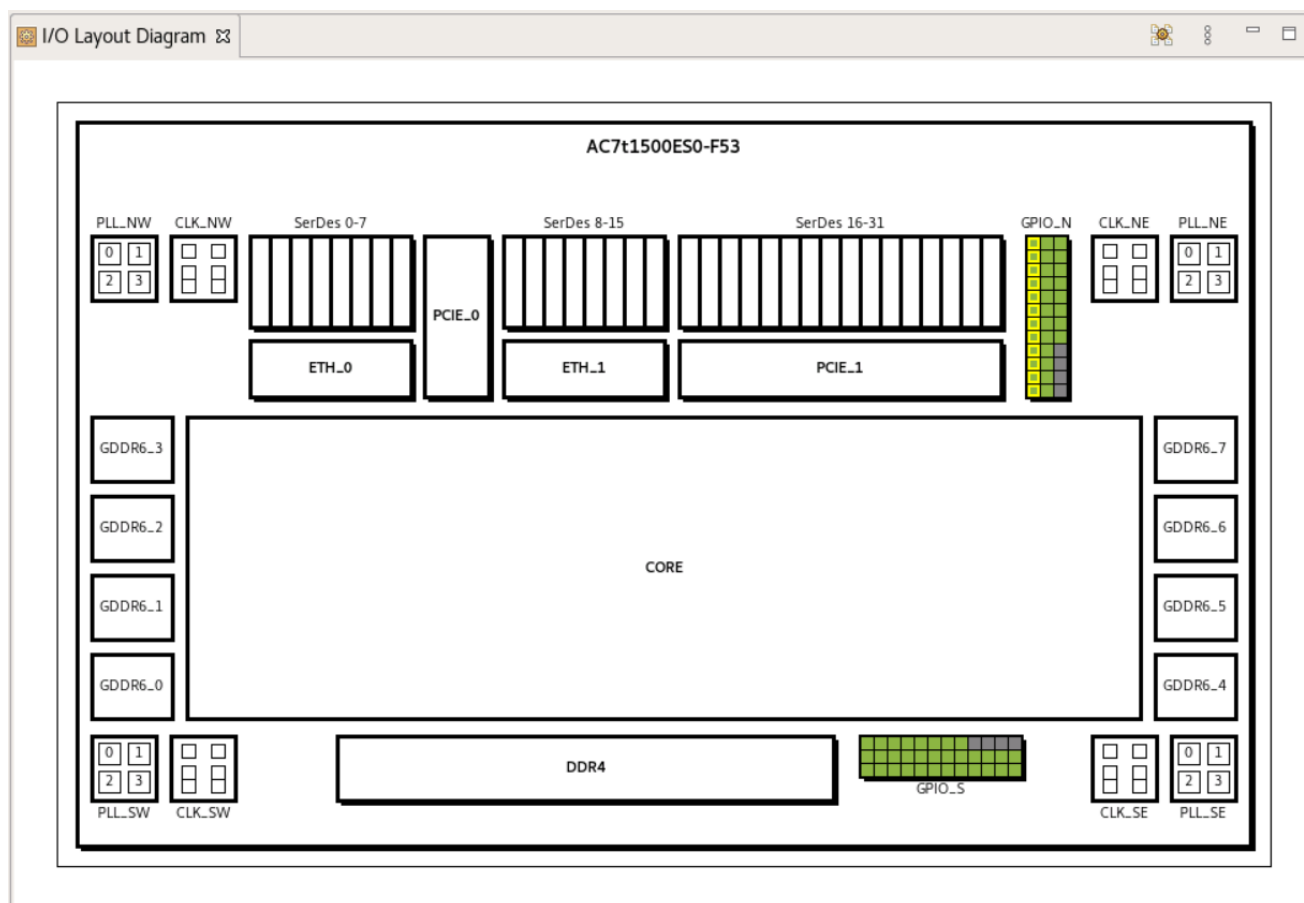 I/O Layout Diagram
AC7t1500ES0-F53
PLL_NW CLK_NW SerDes 0-7 SerDes 8-15 SerDes 16-31 GPIO_N CLK_NE PLL_NE
0 1 0 1
2 3 2 3
PCIE_0
ETH_0 ETH_1 PCIE_1
GDDR6_3 GDDR6_7
GDDR6_2 GDDR6_6
CORE
GDDR6_1 GDDR6_5
GDDR6_0 GDDR6_4
0 1 0 1
DDR4
2 3 2 3
GPIO_S
PLL_SW CLK_SW CLK_SE PLL_SE